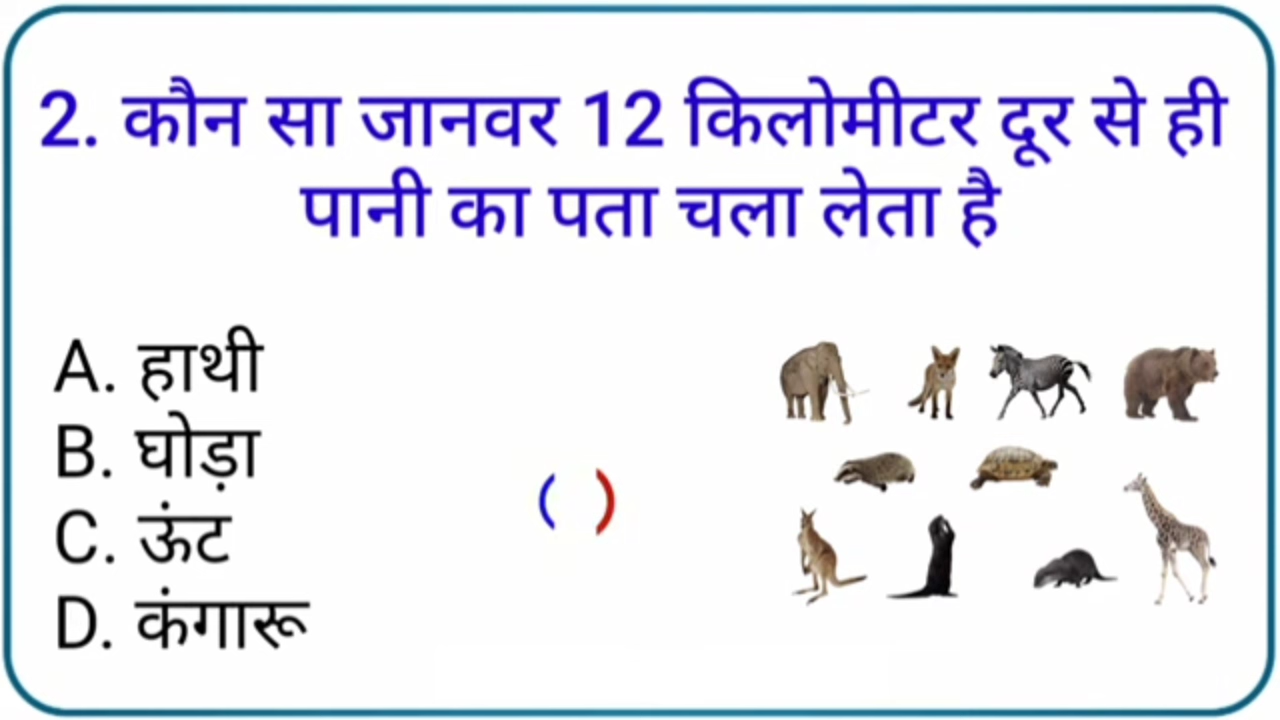 2. कौन सा जानवर 12 किलोमीटर दूर से ही
पानी का पता चला लेता है
A. हाथी
B. घोड़ा
C. ऊंट
D. कंगारू
( )